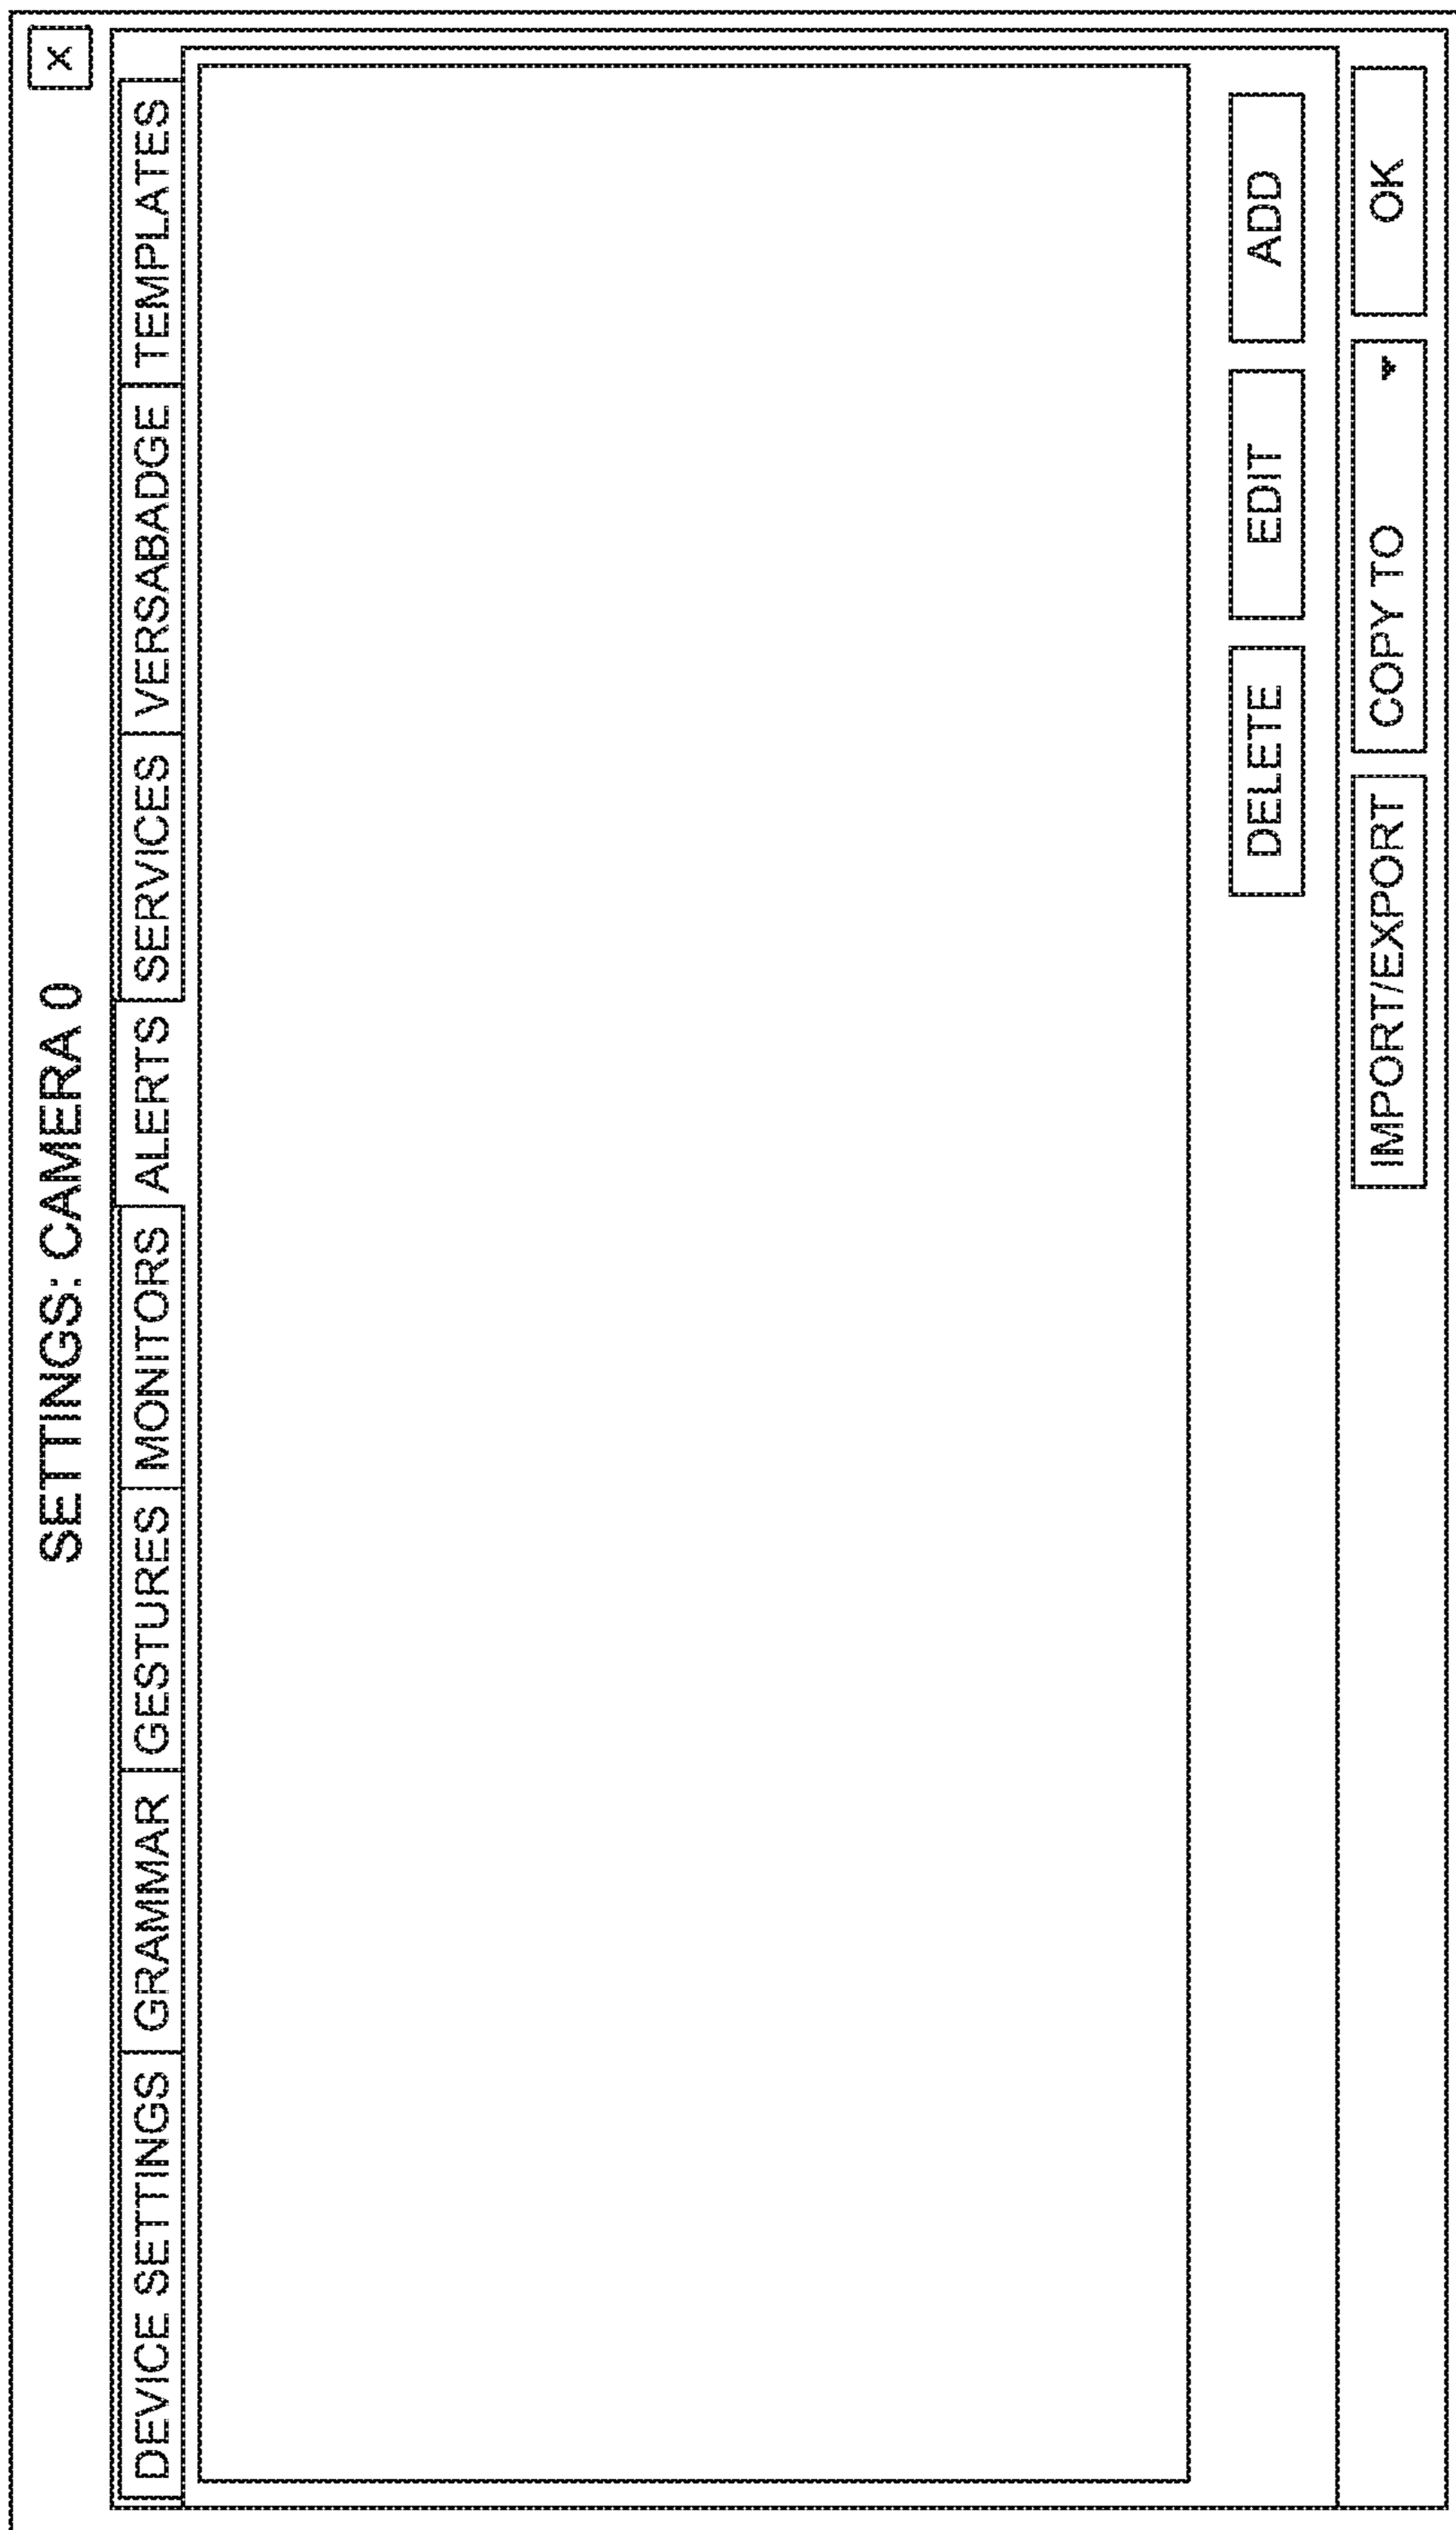 SETTINGS: CAMERA 0
X
DEVICE SETTINGS GRAMMAR GESTURES MONITORS ALERTS SERVICES VERSABADGE TEMPLATES
DELETE EDIT ADD
IMPORT/EXPORT COPY TO OK